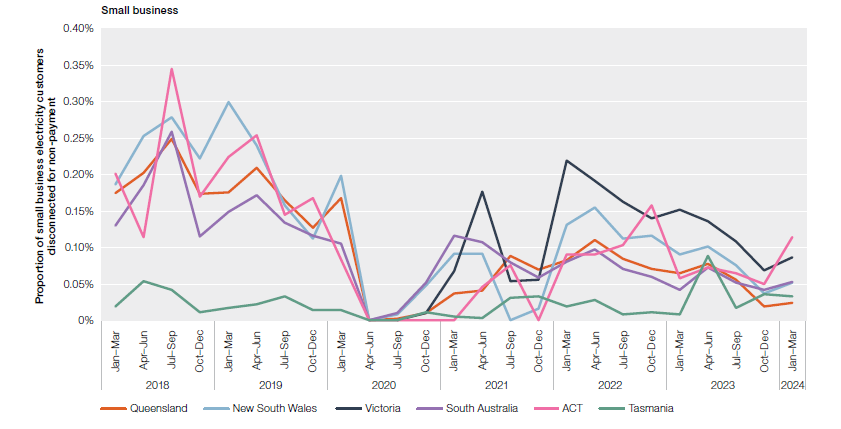 Small business
Proportion of small business electricity customers
disconnected for non-payment
0.40%
0.35%
0.30%
0.25%
0.20%
0.15%
0.10%
0.05%
0%
Jan–Mar
Apr–Jun
Jul–Sep
Oct–Dec
Jan–Mar
Apr–Jun
Jul–Sep
Oct–Dec
Jan–Mar
Apr–Jun
Jul–Sep
Oct–Dec
Jan–Mar
Apr–Jun
Jul–Sep
Oct–Dec
Jan–Mar
Apr–Jun
Jul–Sep
Oct–Dec
Jan–Mar
Apr–Jun
Jul–Sep
Oct–Dec
Jan–Mar
2018 2019 2020 2021 2022 2023 2024
Queensland New South Wales Victoria South Australia ACT Tasmania